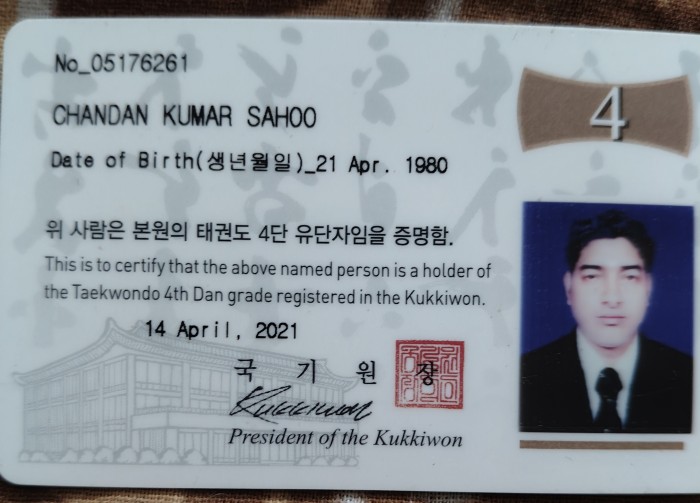 No_05176261
4
CHANDAN KUMAR SAHOO
Date of Birth(생년월일)_21 Apr. 1980
위 사람은 본원의 태권도 4단 유단자임을 증명함.
This is to certify that the above named person is a holder of
the Taekwondo 4th Dan grade registered in the Kukkiwon.
14 April, 2021
국 기 원 장
Kukkiwon
President of the Kukkiwon